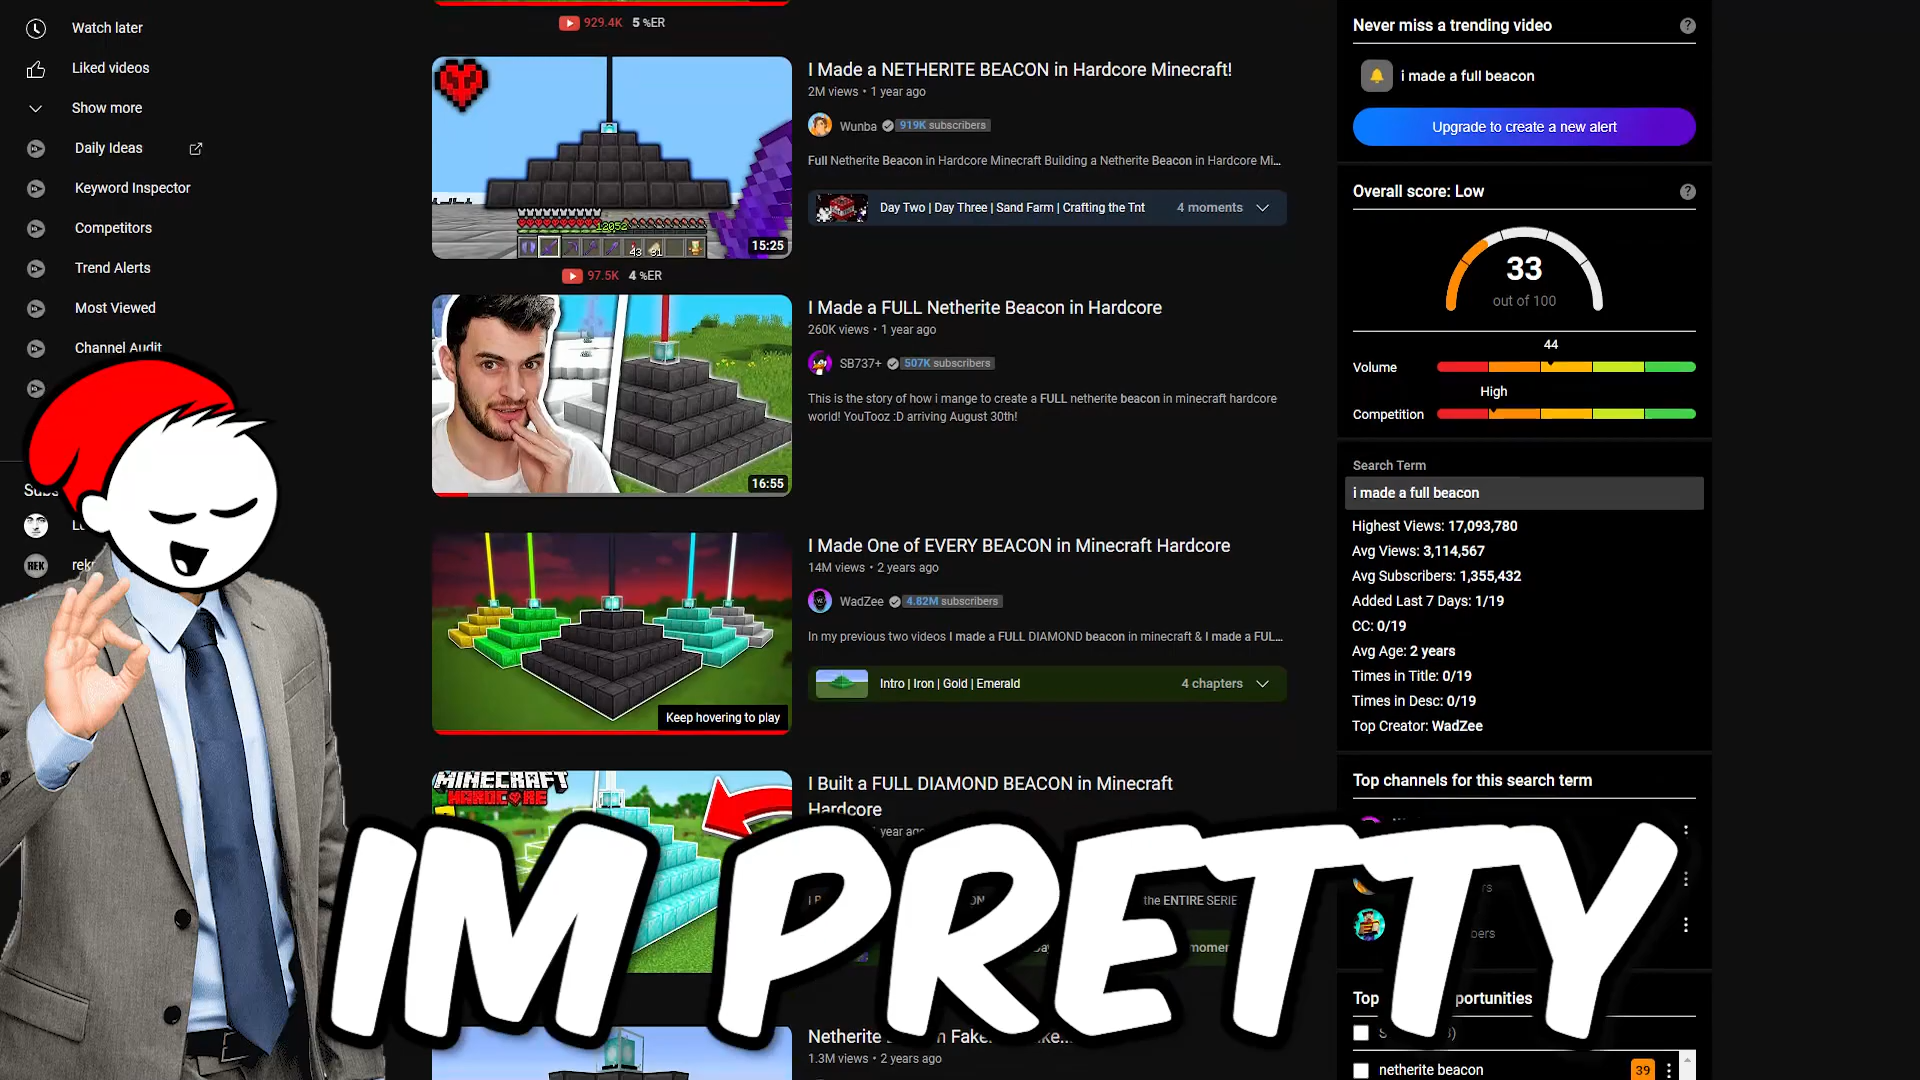 Watch later
Liked videos
Show more
Daily Ideas
Keyword Inspector
Competitors
Trend Alerts
Most Viewed
Channel Audit
REK
929.4K 5 %ER
12052
43 31
15:25
I Made a NETHERITE BEACON in Hardcore Minecraft!
2M views • 1 year ago
Wunba 919K subscribers
Full Netherite Beacon in Hardcore Minecraft Building a Netherite Beacon in Hardcore Mi...
Day Two | Day Three | Sand Farm | Crafting the Tnt 4 moments
97.5K 4 %ER
16:55
I Made a FULL Netherite Beacon in Hardcore
260K views • 1 year ago
SB737+ 507K subscribers
This is the story of how i mange to create a FULL netherite beacon in minecraft hardcore
world! YouTooz :D arriving August 30th!
Keep hovering to play
I Made One of EVERY BEACON in Minecraft Hardcore
14M views • 2 years ago
WadZee 4.82M subscribers
In my previous two videos I made a FULL DIAMOND beacon in minecraft & I made a FUL...
Intro | Iron | Gold | Emerald 4 chapters
MINECRAFT
HARDCORE
I Built a FULL DIAMOND BEACON in Minecraft
Hardcore
year ago
the ENTIRE SERIE
IM PRETTY
Netherite
1.3M views • 2 years ago
Never miss a trending video ?
i made a full beacon
Upgrade to create a new alert
Overall score: Low ?
33
out of 100
44
Volume
High
Competition
Search Term
i made a full beacon
Highest Views: 17,093,780
Avg Views: 3,114,567
Avg Subscribers: 1,355,432
Added Last 7 Days: 1/19
CC: 0/19
Avg Age: 2 years
Times in Title: 0/19
Times in Desc: 0/19
Top Creator: WadZee
Top channels for this search term
Top
netherite beacon 39